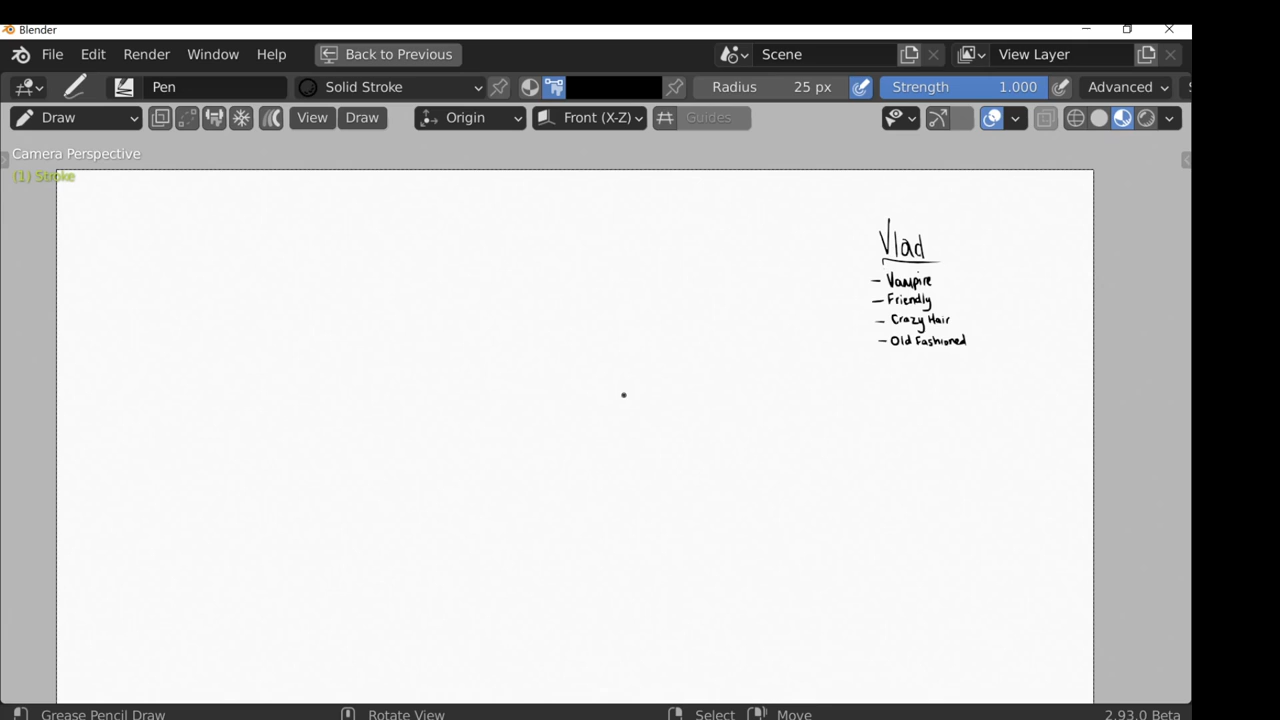 Blender
File Edit Render Window Help Back to Previous Scene View Layer
Pen Solid Stroke Radius 25 px Strength 1.000 Advanced
Draw View Draw Origin Front (X-Z) Guides
Camera Perspective
(1) Stroke
Vlad
- Vampire
- Friendly
- Crazy Hair
- Old Fashioned
Grease Pencil Draw Rotate View Select Move 2.93.0 Beta